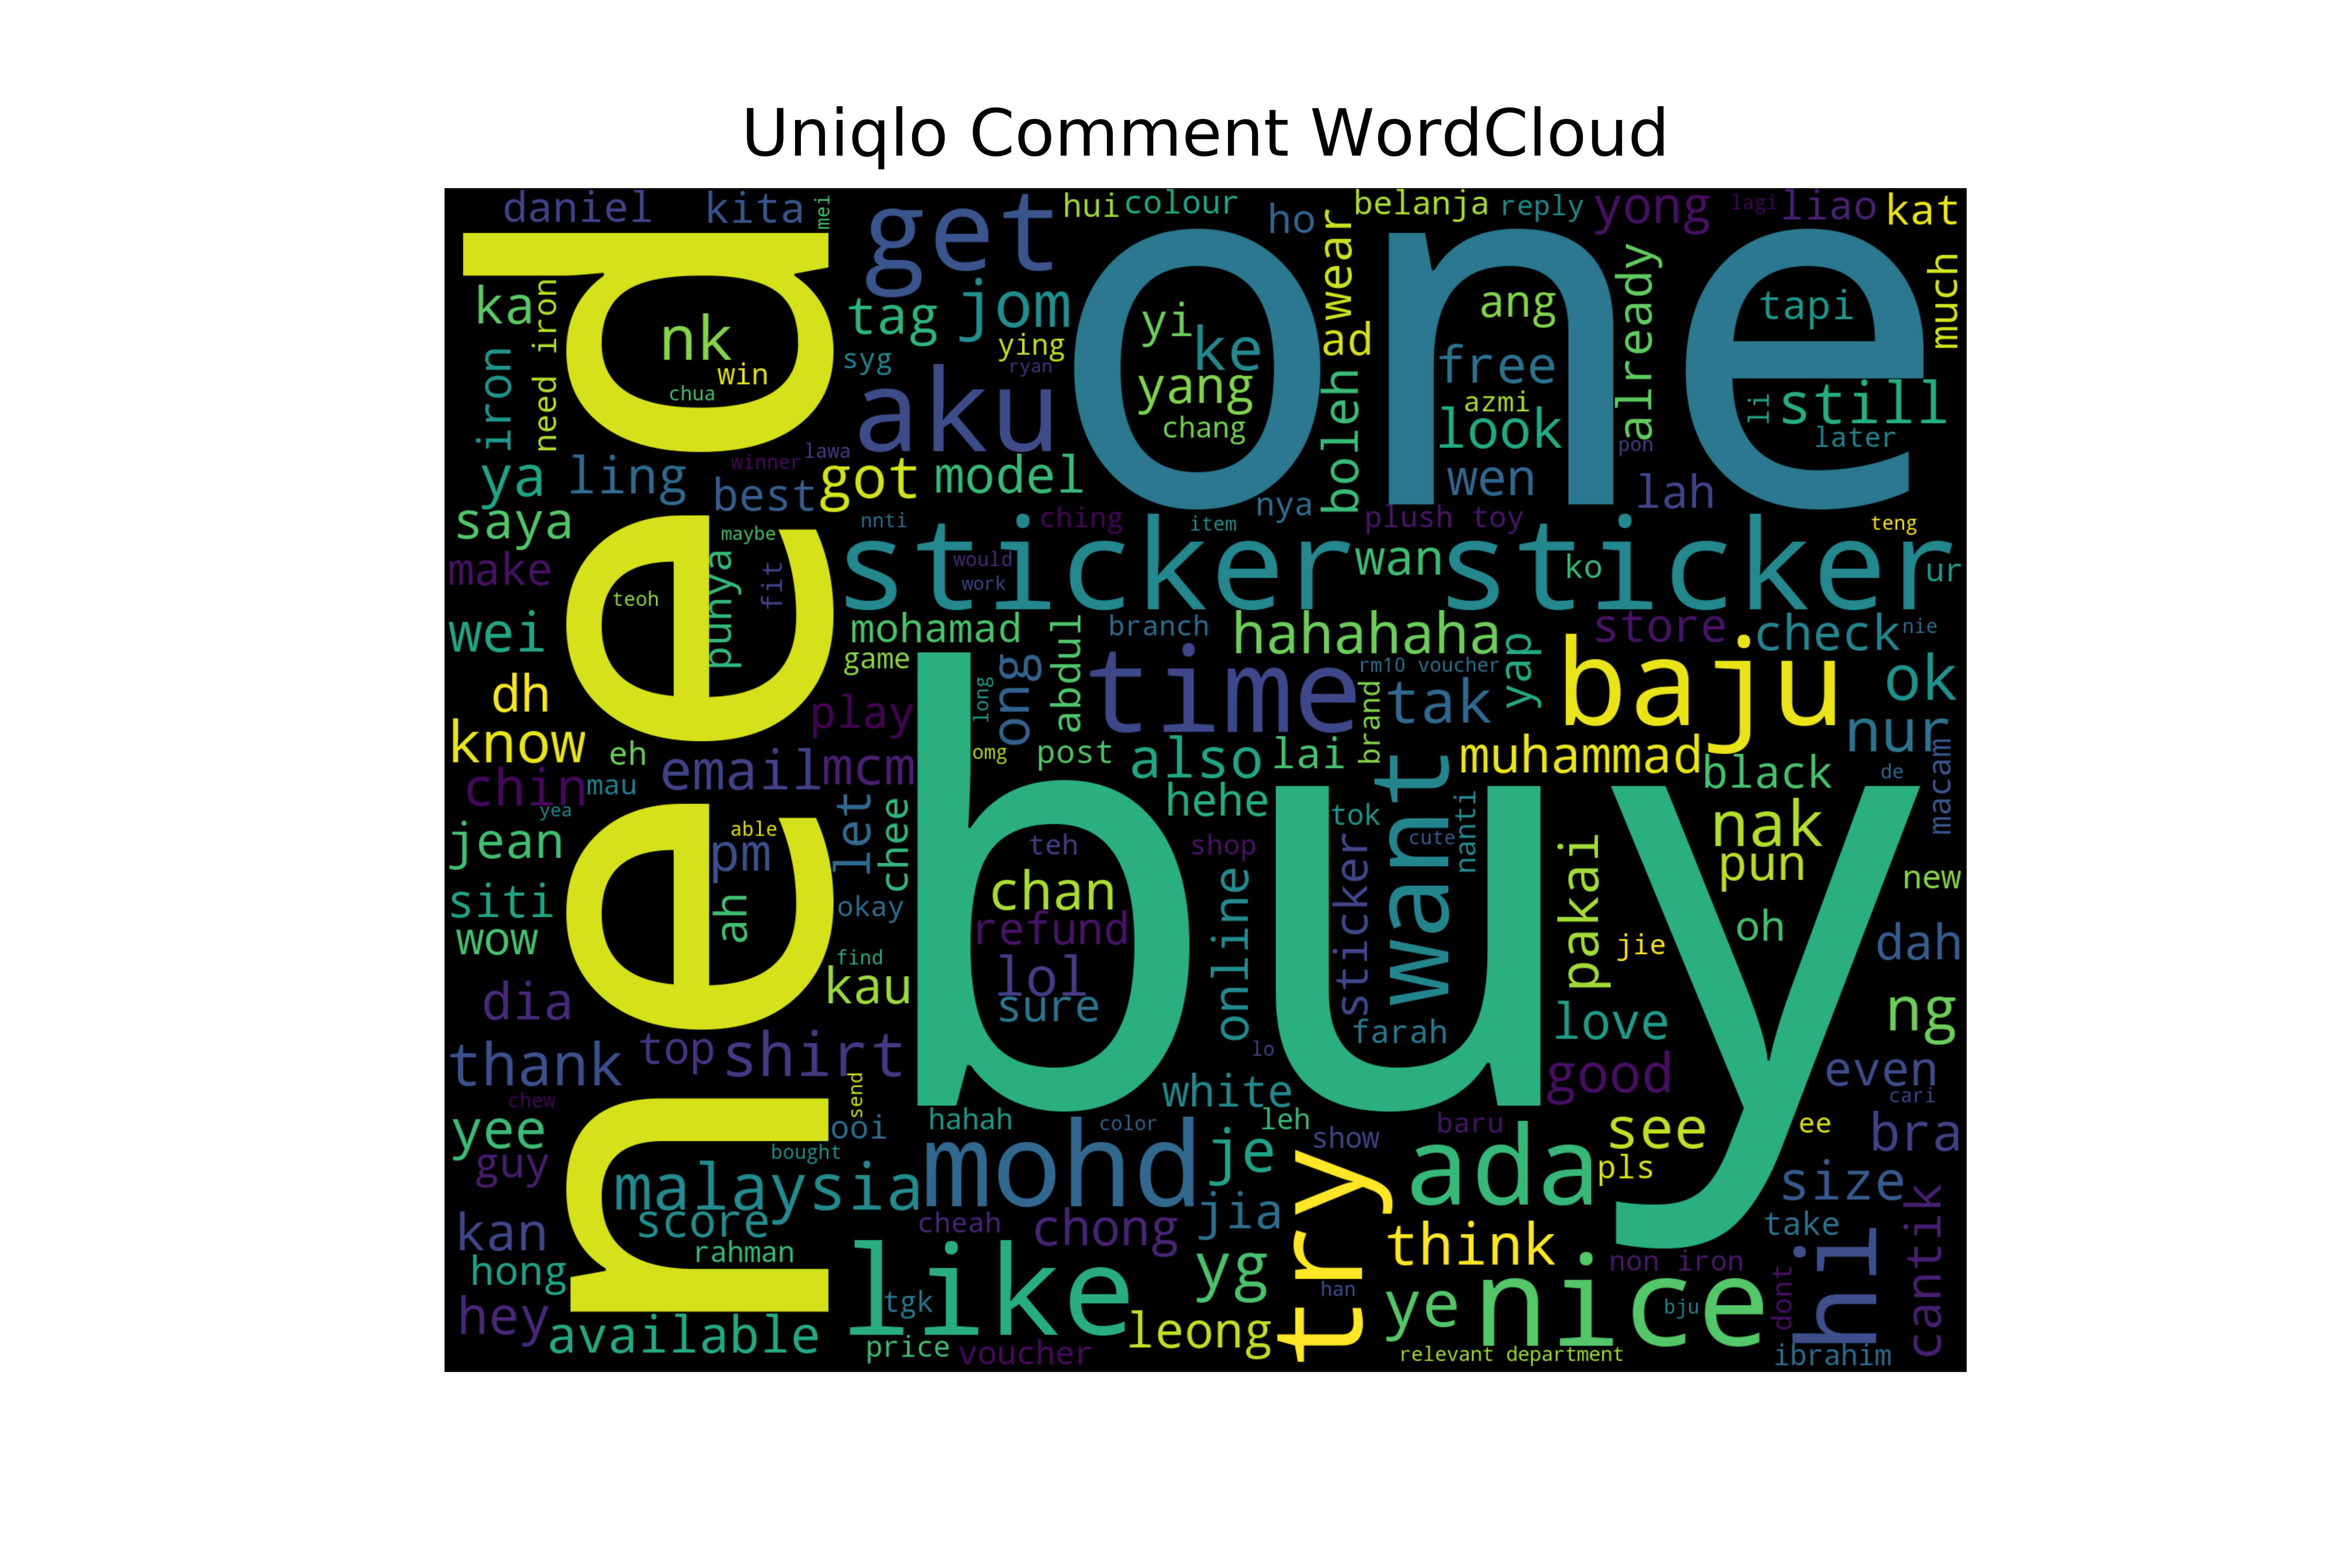 Uniqlo Comment WordCloud
daniel
kita
mei
get
hui
colour
ho
belanja
reply
yong
lagi
liao
kat
need
one
wear
already
much
ka
need iron
nk
win
chua
tag
jom
ying
syg
ryan
yi
ke
yang
chang
ad
ang
free
azmi
look
tapi
li
still
later
iron
aku
boleh
pon
ya
ling
winner
lawa
best
got
model
wen
lah
nya
saya
nnti
ching
item
plush toy
teng
make
maybe
punya
fit
teoh
sticker sticker
would
work
wan
ko
ur
wei
mohamad
abdul
branch
hahahaha
store
check
nie
game
long
ong
time
rm10 voucher
yap
baju
ok
dh
play
tak
brand
nur
know
eh
email
mcm
omg
post
also
lai
muhammad
black
macam
de
chin
mau
yea
let
chee
buy
hehe
tok
want
cute
nanti
nak
jean
able
pm
teh
shop
pakai
pun
new
siti
ah
okay
chan
online
sticker
wow
refund
jie
oh
dah
find
kau
lol
sure
farah
love
ng
dia
thank
top
shirt
lo
good
even
chew
send
white
cari
yee
ooi
hahah
color
leh
show
baru
see
ee
bra
guy
bought
malaysia
mohd
je
try
ada
pls
size
kan
score
cheah
chong
jia
think
take
cantik
rahman
hong
like
yg
non iron
hi
hey
available
tgk
han
ye
nice
bju
dont
price
voucher
leong
relevant department
ibrahim